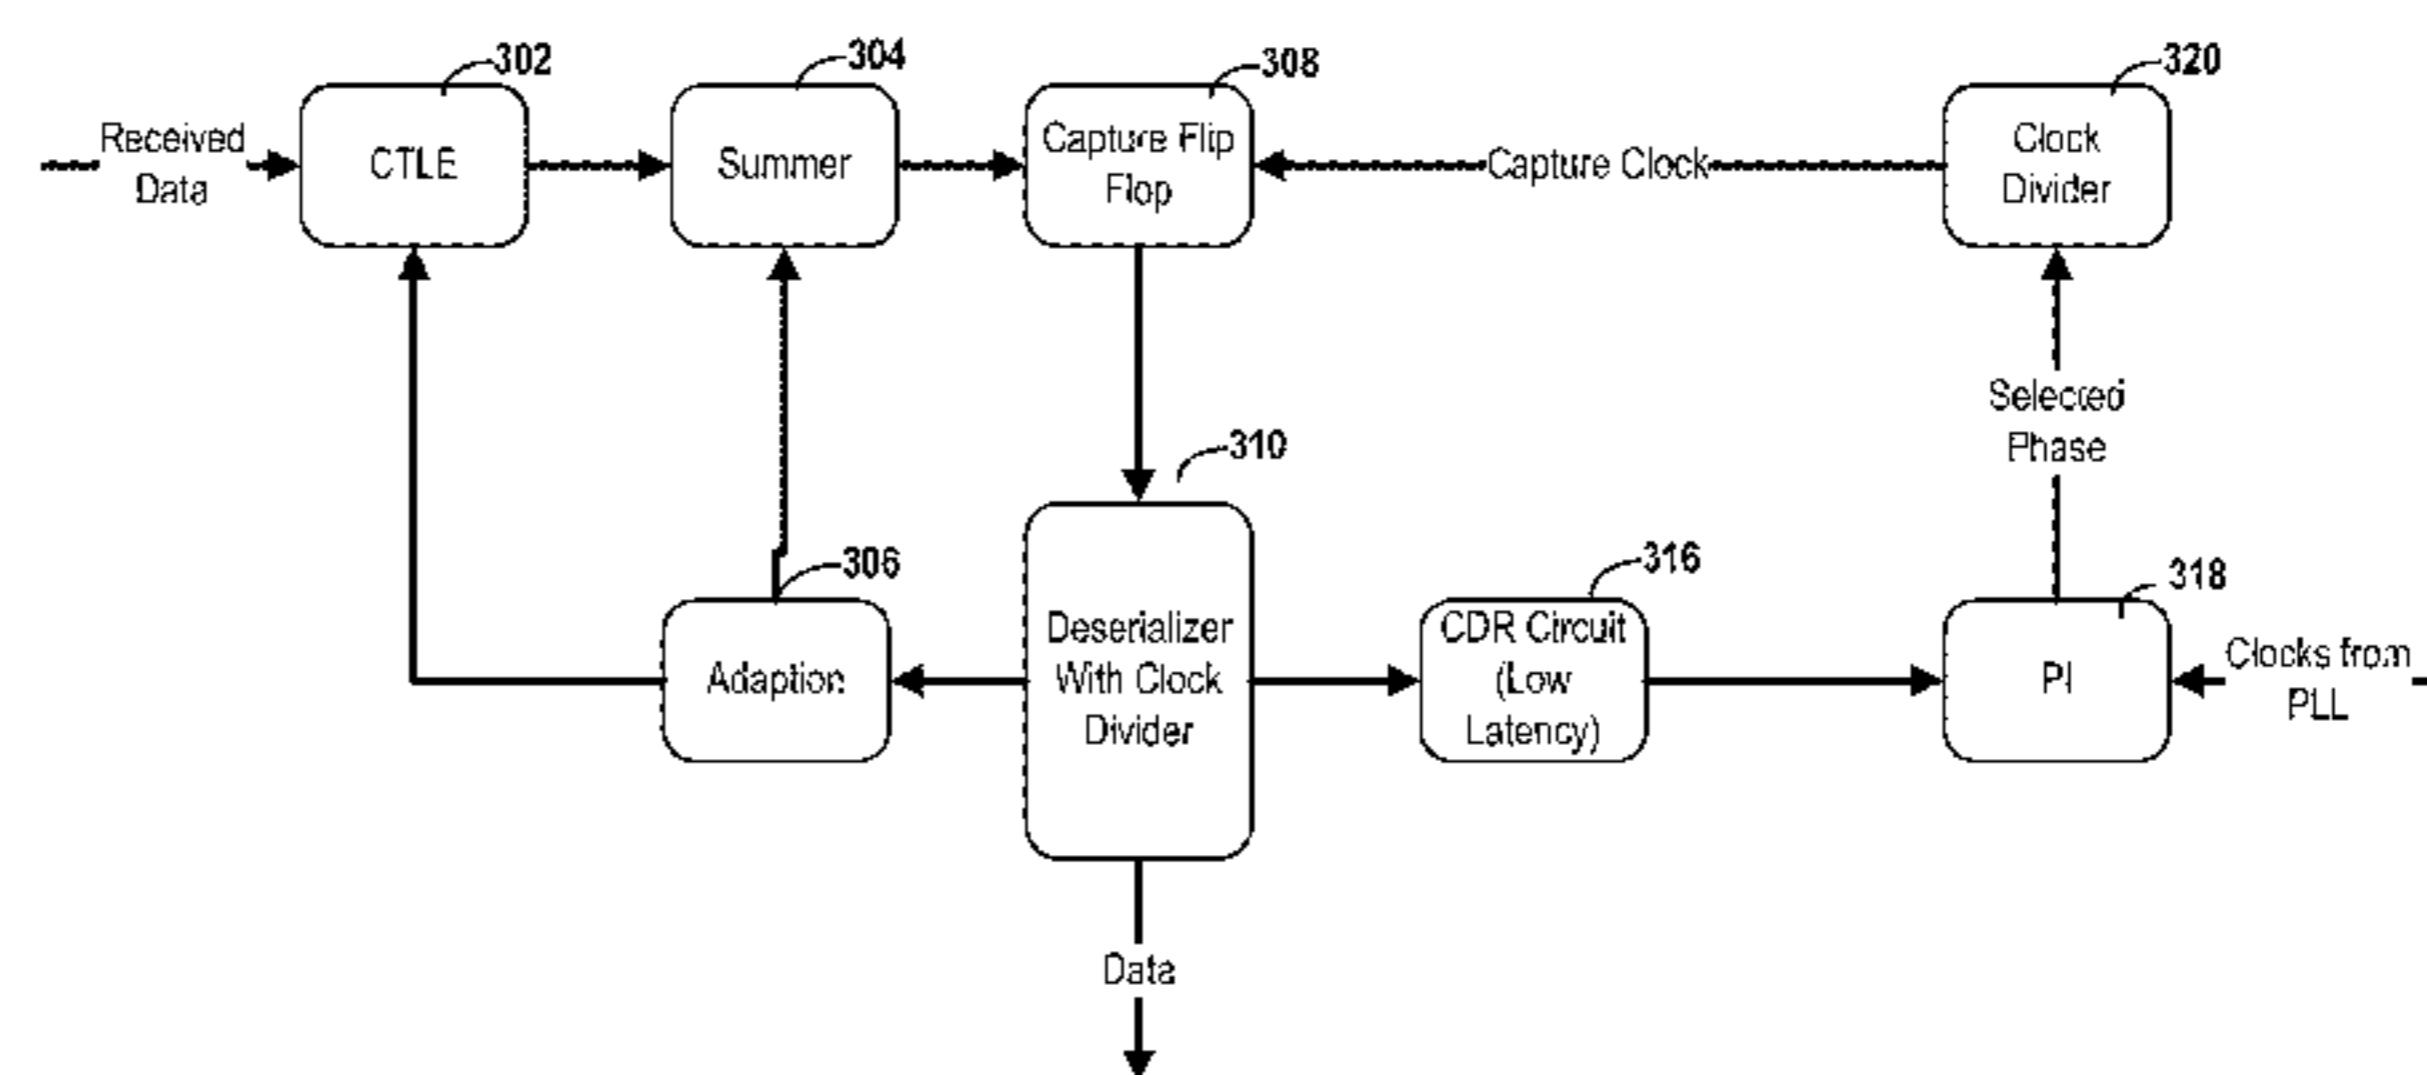 302
304
308
320
Received
Data
CTLE
Summer
Capture Flip
Flop
Capture Clock
Clock
Divider
Selected
Phase
310
306
316
318
Adaption
Deserializer
With Clock
Divider
CDR Circuit
(Low
Latency)
PI
Clocks from
PLL
Data